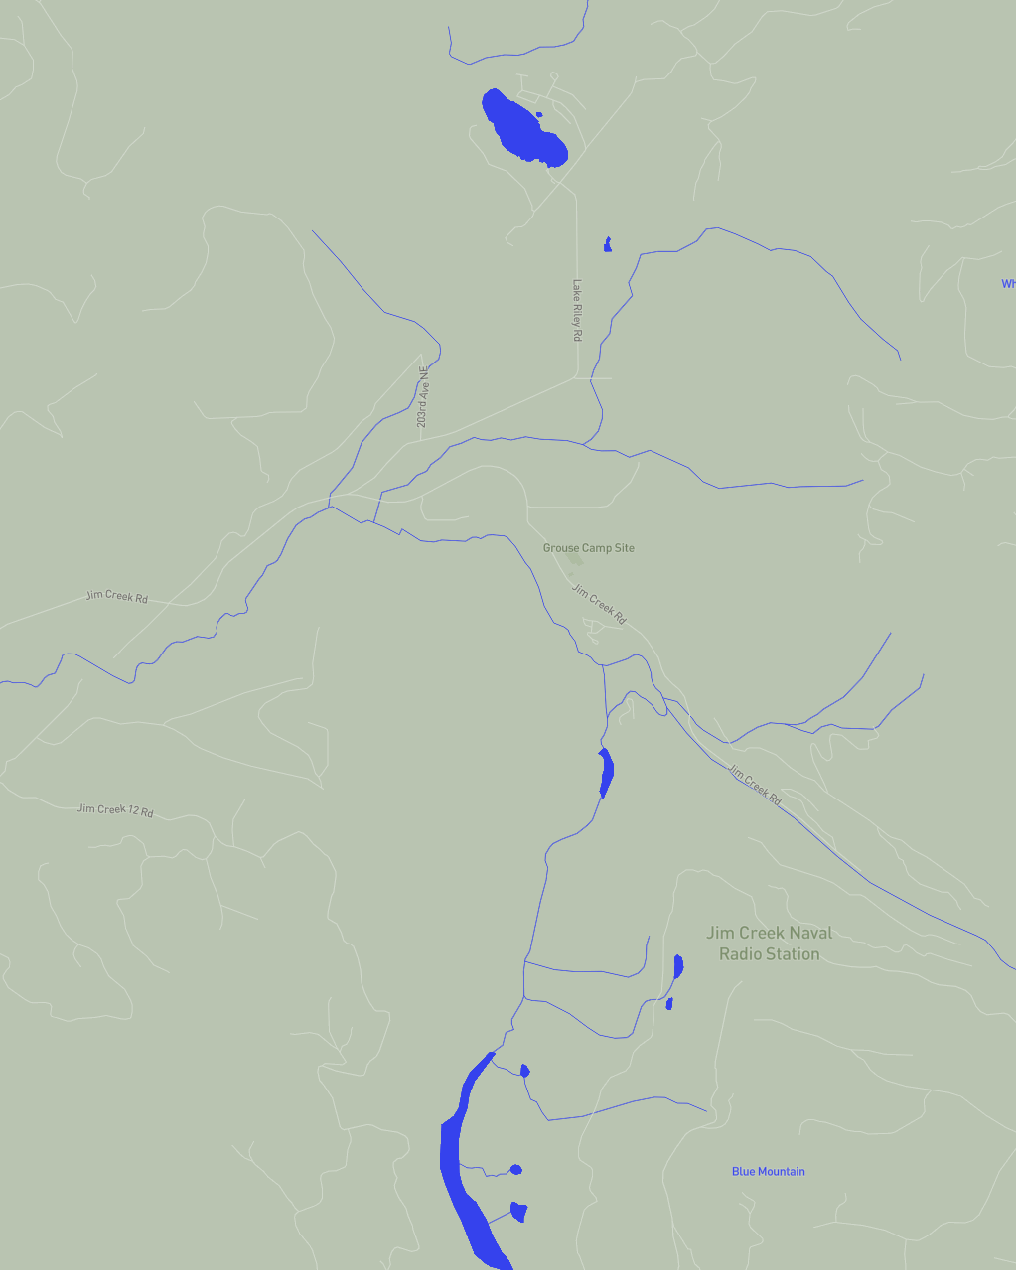 Wh
Lake Riley Rd
203rd Ave NE
Grouse Camp Site
Jim Creek Rd
Jim Creek Rd
Jim Creek Rd
Jim Creek 12 Rd
Jim Creek Naval
Radio Station
Blue Mountain